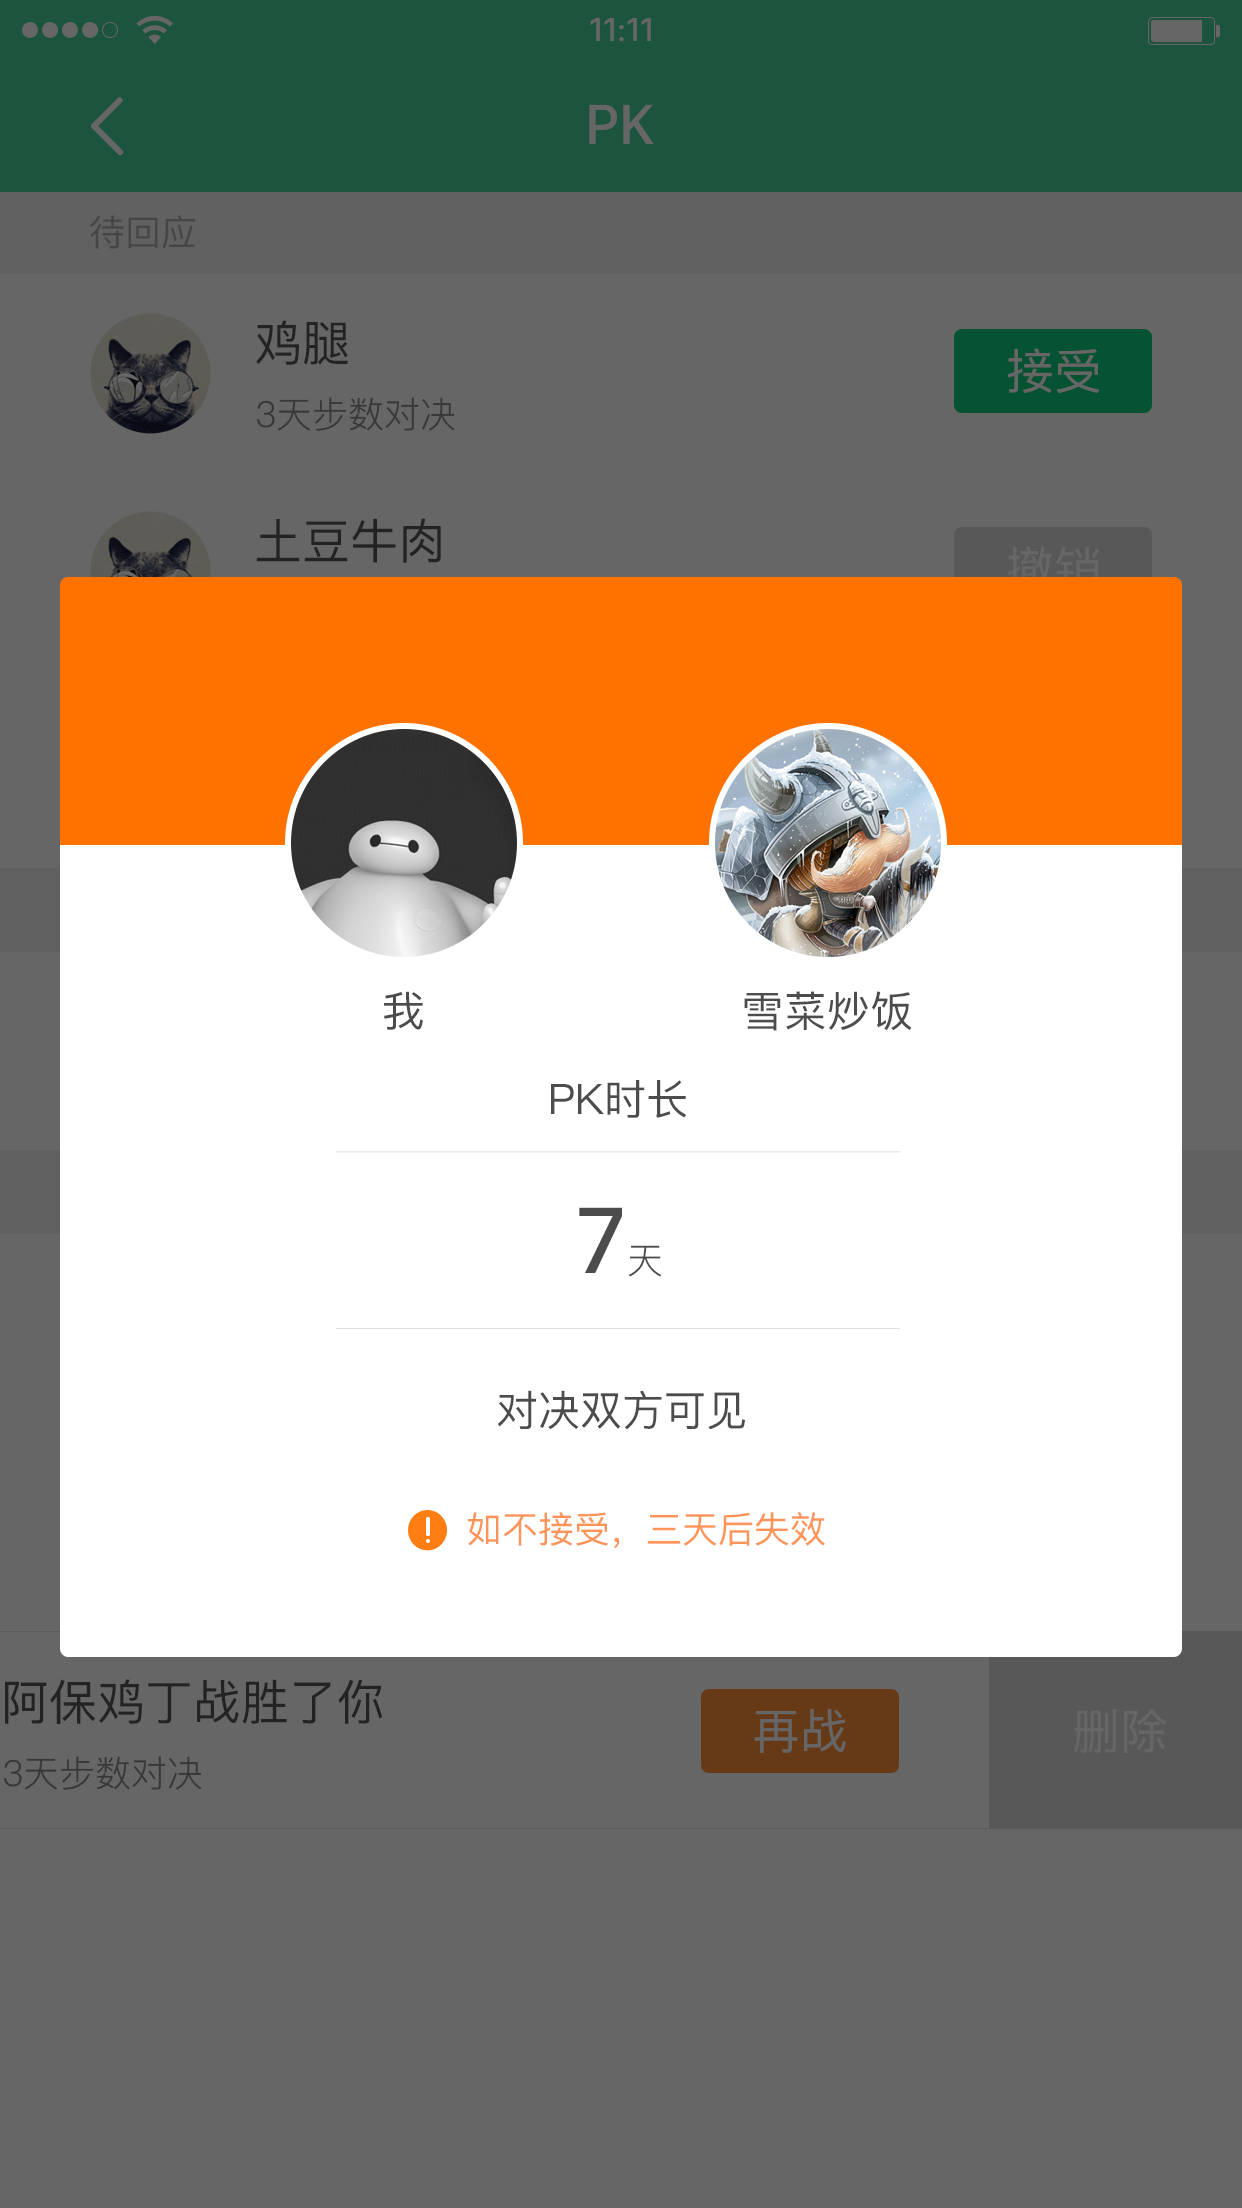 11:11
PK
待回应
鸡腿
接受
3天步数对决
土豆牛肉
撤销
我
雪菜炒饭
PK时长
7天
对决双方可见
如不接受，三天后失效
阿保鸡丁战胜了你
再战
删除
3天步数对决